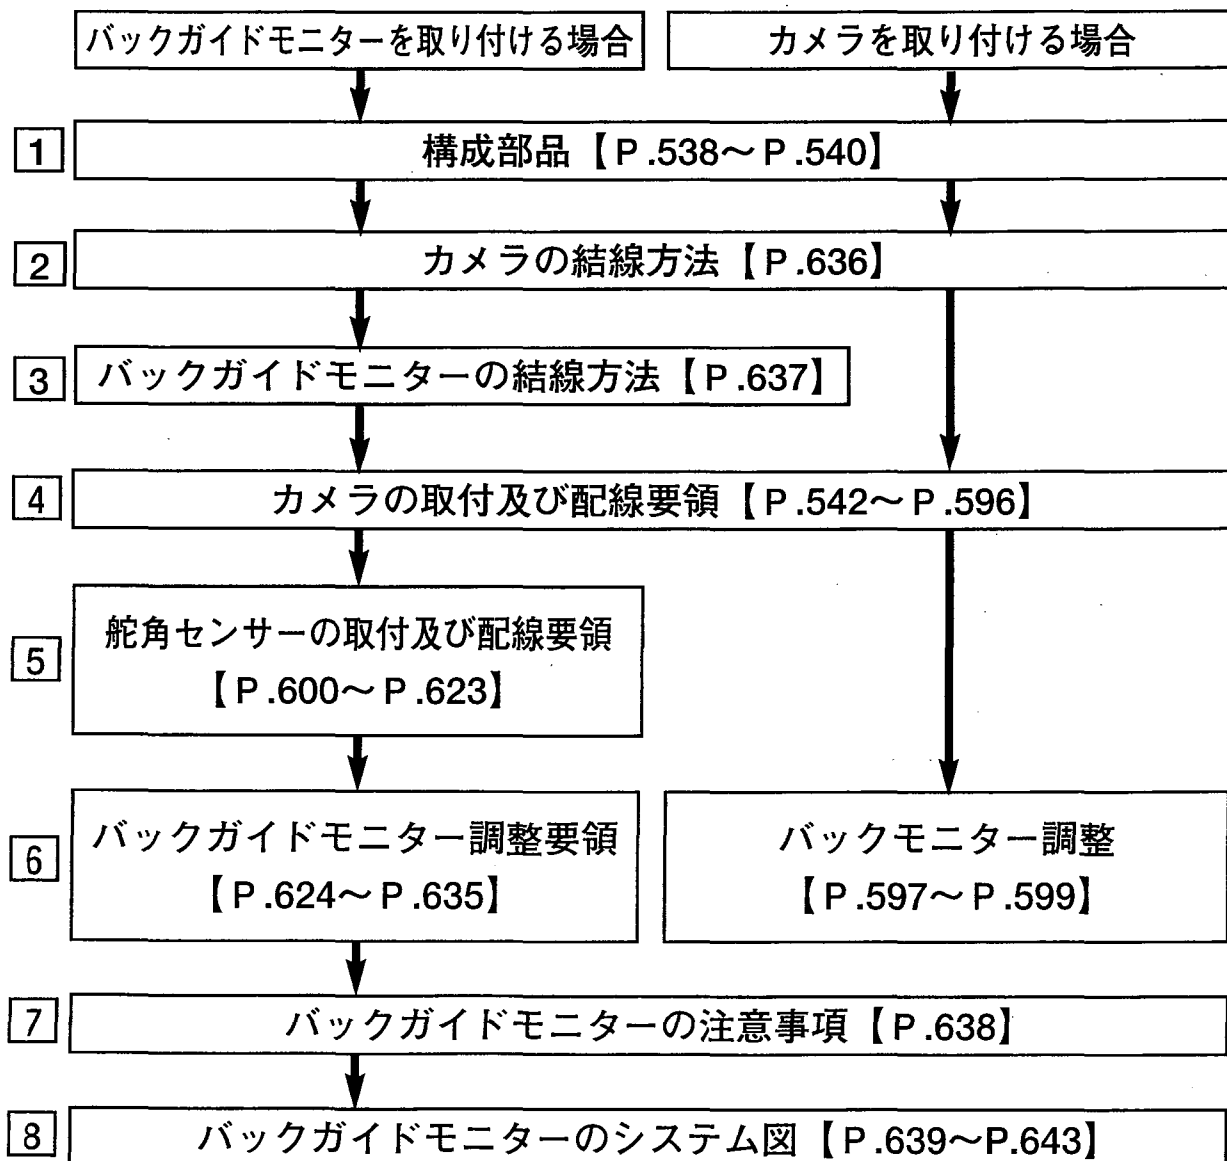 バックガイドモニターを取り付ける場合
カメラを取り付ける場合
1 構成部品【P.538～P.540】
2 カメラの結線方法【P.636】
3 バックガイドモニターの結線方法【P.637】
4 カメラの取付及び配線要領【P.542～P.596】
5 舵角センサーの取付及び配線要領
【P.600～P.623】
6 バックガイドモニター調整要領
【P.624～P.635】
バックモニター調整
【P.597～P.599】
7 バックガイドモニターの注意事項【P.638】
8 バックガイドモニターのシステム図【P.639～P.643】